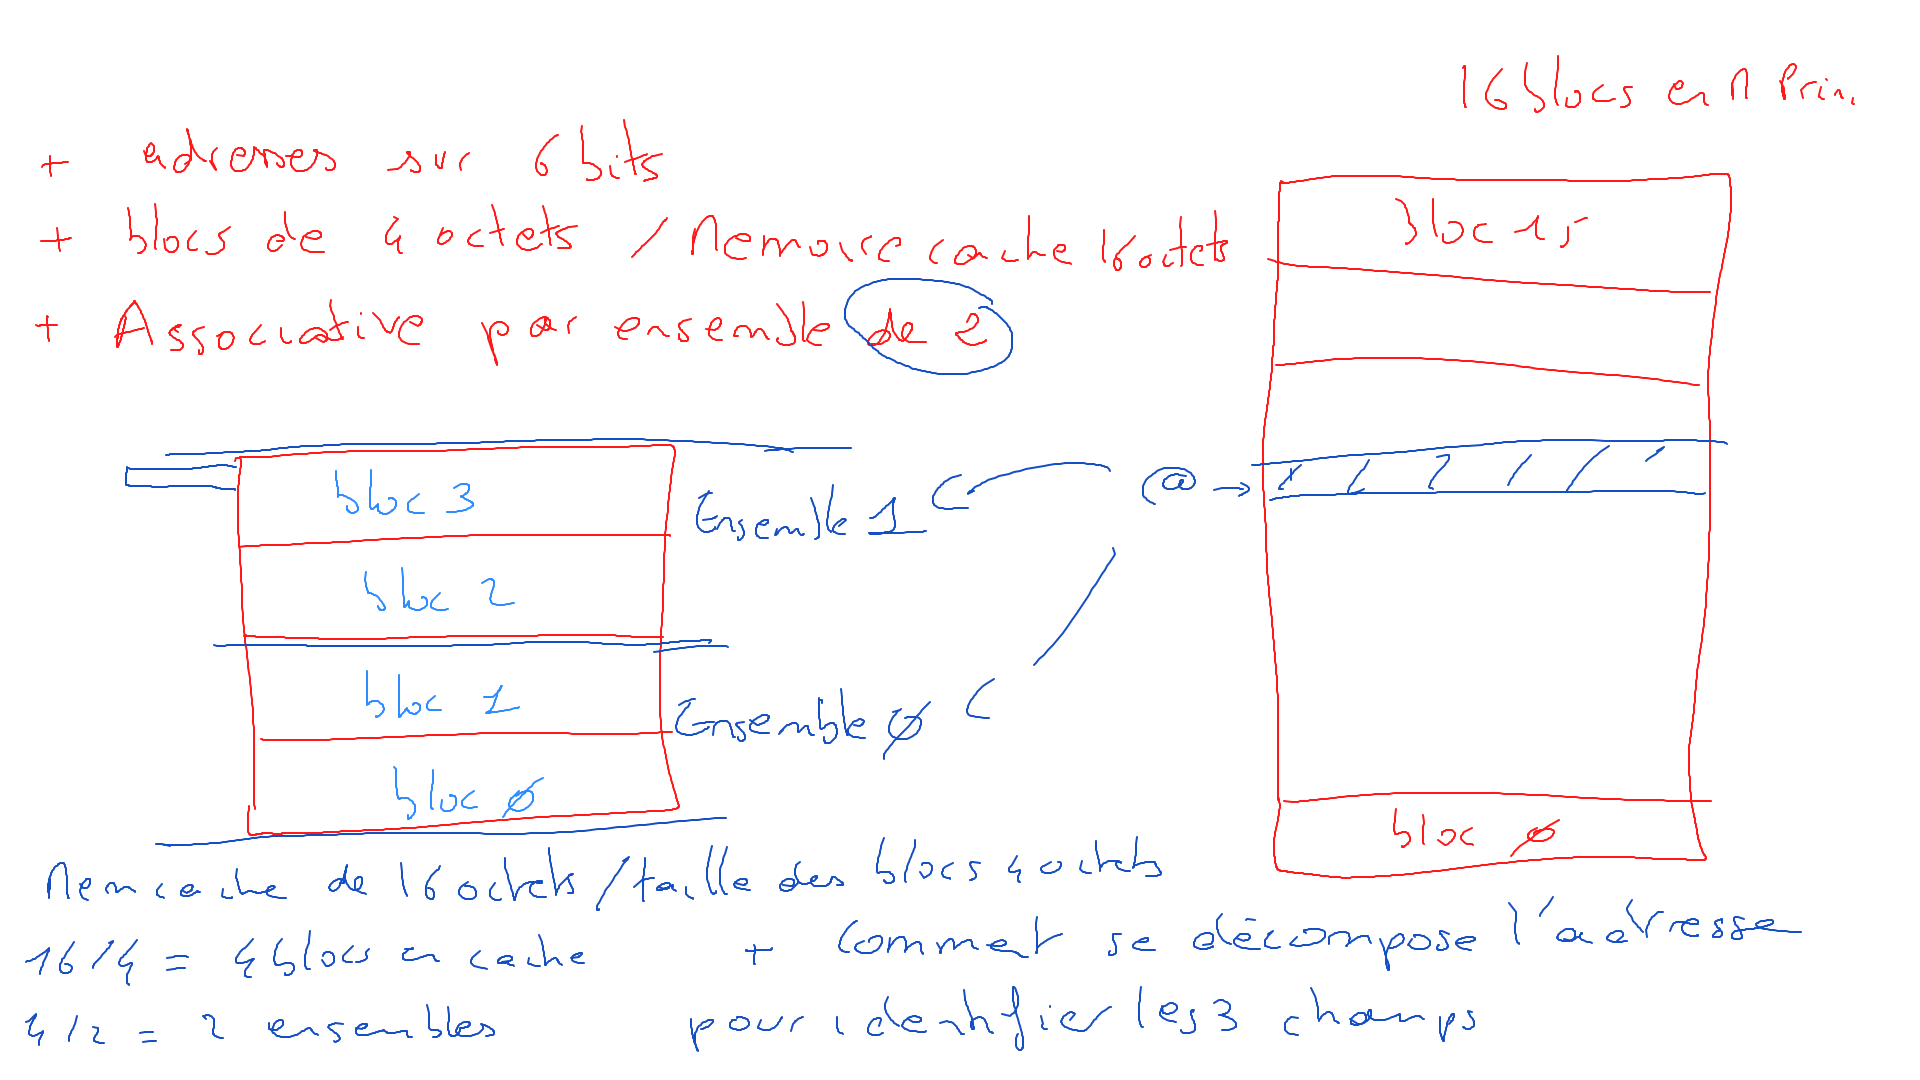 16 blocs en M Prin.
+ adresses sur 6 bits
+ blocs de 4 octets / Memoire cache 16 octets
+ Associative par ensemble de 2
bloc 15
bloc 3
Ensemble 1
@
bloc 2
bloc 1
Ensemble ø
bloc ø
bloc ø
Mem cache de 16 octets / taille des blocs 4 octets
16/4 = 4 blocs en cache
4/2 = 2 ensembles
+ Comment se décompose l'adresse
pour identifier les 3 champs